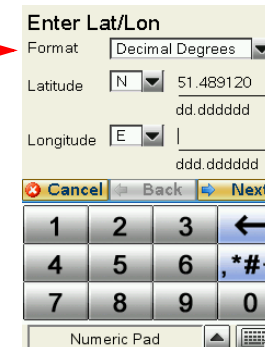 Enter Lat/Lon
Format Decimal Degrees
Latitude N 51.489120
dd.dddddd
Longitude E
ddd.dddddd
Cancel Back Next
1 2 3
4 5 6 ,*#
7 8 9 0
Numeric Pad